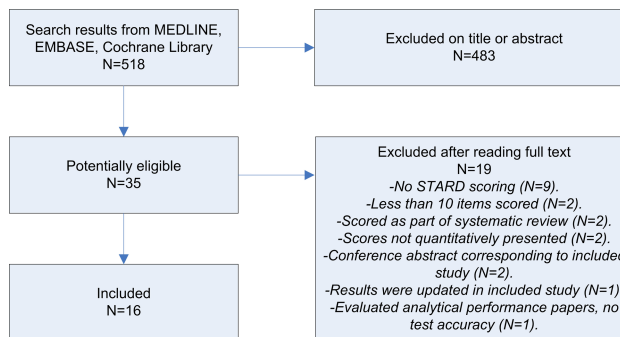 Search results from MEDLINE,
EMBASE, Cochrane Library
N=518
Excluded on title or abstract
N=483
Potentially eligible
N=35
Excluded after reading full text
N=19
-No STARD scoring (N=9).
-Less than 10 items scored (N=2).
-Scored as part of systematic review (N=2).
-Scores not quantitatively presented (N=2).
-Conference abstract corresponding to include
study (N=2).
-Results were updated in included study (N=1)
-Evaluated analytical performance papers, no
test accuracy (N=1).
Included
N=16